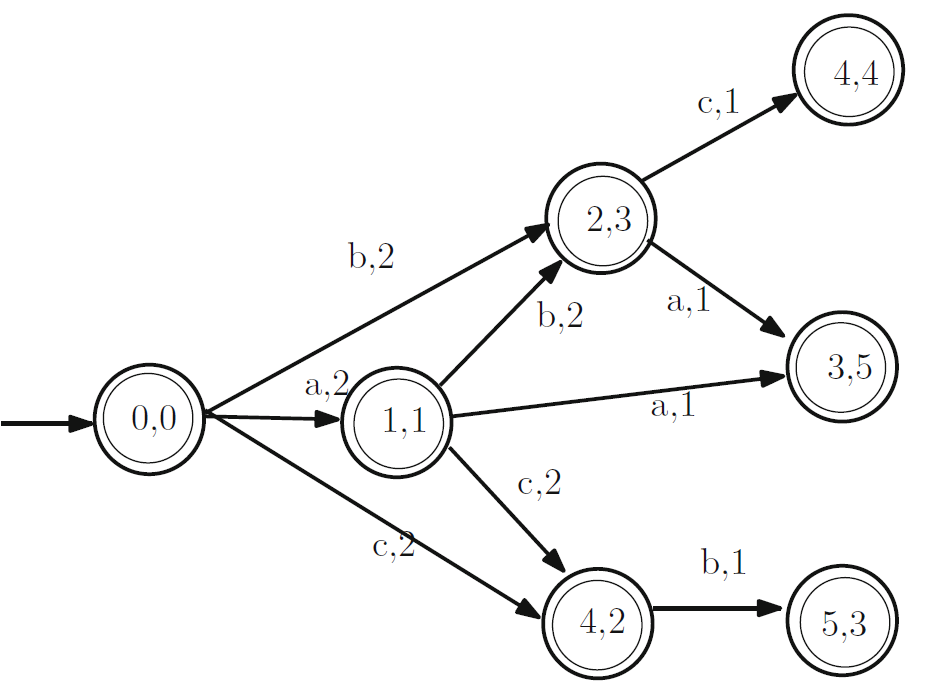 4,4
c,1
2,3
b,2
a,1
b,2
3,5
a,2
a,1
0,0
1,1
c,2
c,2
b,1
4,2
5,3